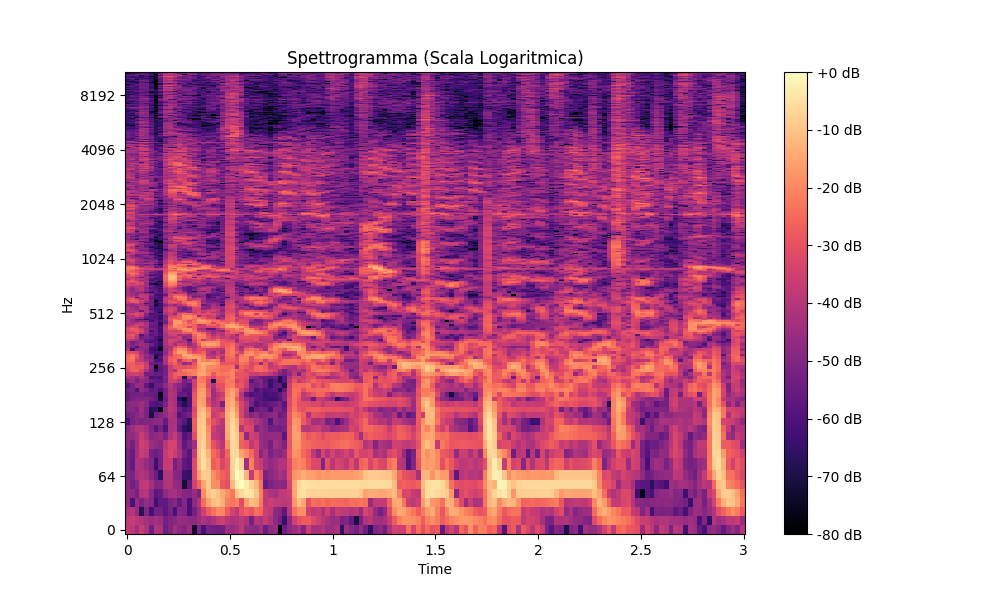 Spettrogramma (Scala Logaritmica)
8192
4096
2048
1024
512
256
128
64
0
Hz
0
0.5
1
1.5
2
2.5
3
Time
+0 dB
-10 dB
-20 dB
-30 dB
-40 dB
-50 dB
-60 dB
-70 dB
-80 dB